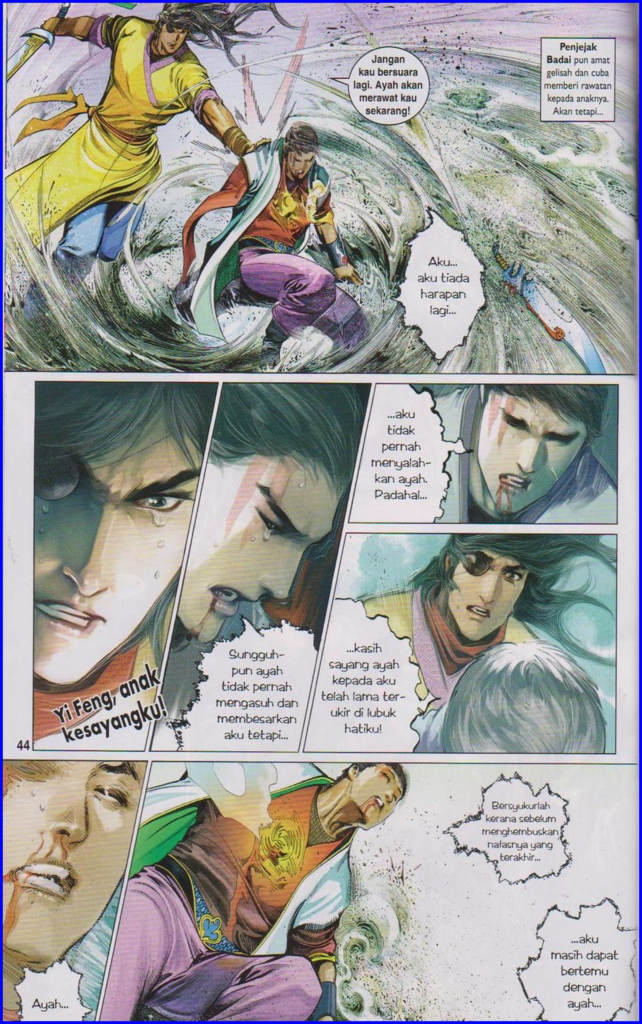 Jangan
kau bersuara
lagi. Ayah akan
merawat kau
sekarang!
Penjejak
Badai pun amat
gelisah dan cuba
memberi rawatan
kepada anaknya.
Akan tetapi...
Aku...
aku tiada
harapan
lagi...
Yi Feng, anak
kesayangku!
Sungguh-
pun ayah
tidak pernah
mengasuh dan
membesarkan
aku tetapi...
...aku
tidak
pernah
menyalah-
kan ayah.
Padahal...
...kasih
sayang ayah
kepada aku
telah lama ter-
ukir di lubuk
hatiku!
44
Ayah...
Bersyukurlah
kerana sebelum
menghembuskan
nafasnya yang
terakhir...
...aku
masih dapat
bertemu
dengan
ayah...